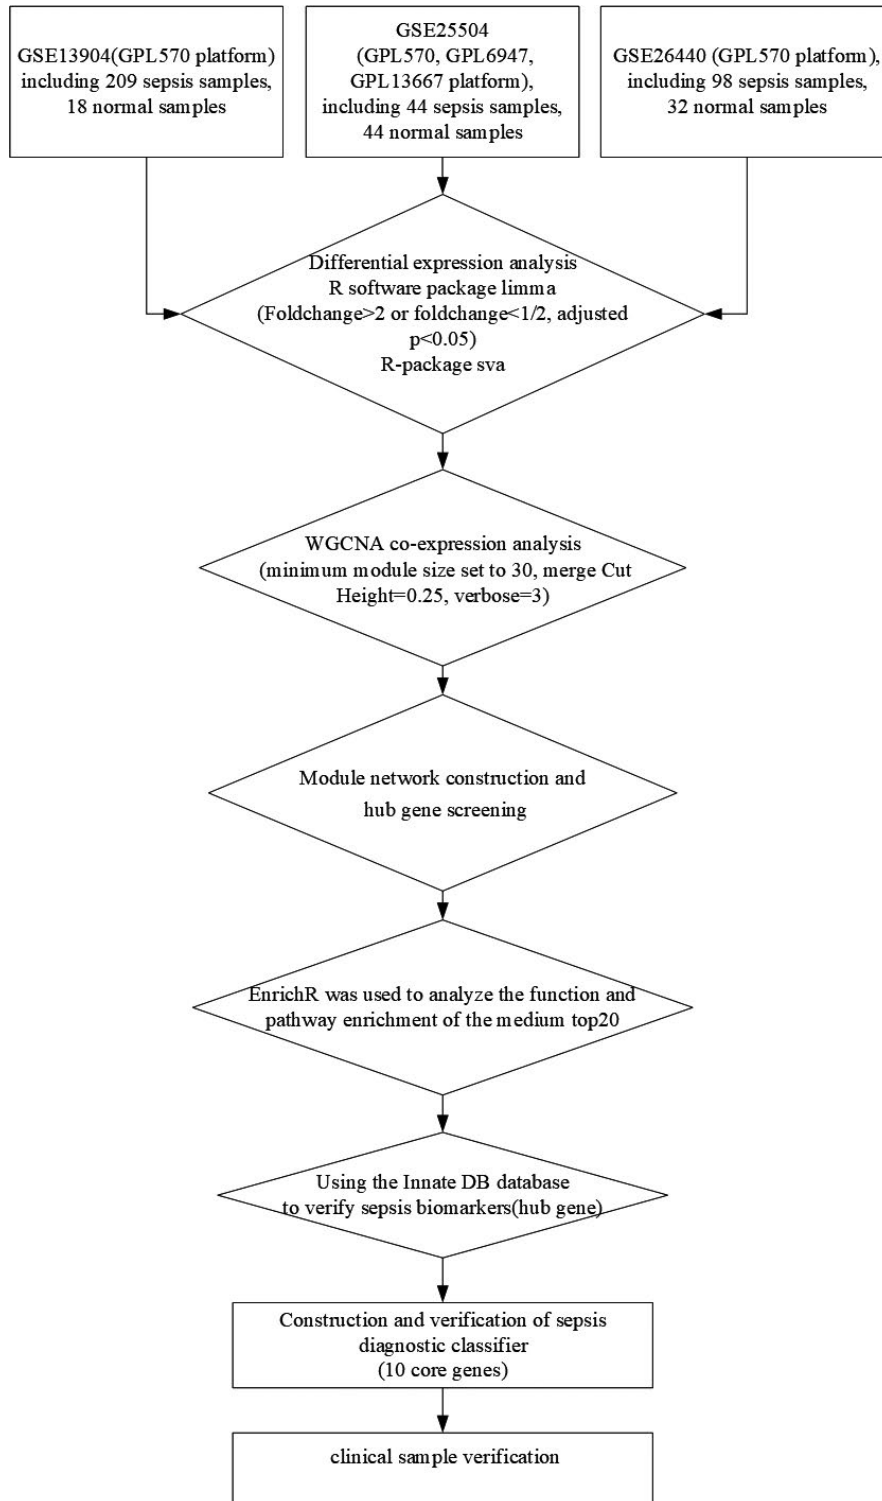 GSE13904(GPL570 platform)
including 209 sepsis samples,
18 normal samples
GSE25504
(GPL570, GPL6947,
GPL13667 platform),
including 44 sepsis samples,
44 normal samples
GSE26440 (GPL570 platform),
including 98 sepsis samples,
32 normal samples
Differential expression analysis
R software package limma
(Foldchange>2 or foldchange<1/2, adjusted
p<0.05)
R-package sva
WGCNA co-expression analysis
(minimum module size set to 30, merge Cut
Height=0.25, verbose=3)
Module network construction and
hub gene screening
EnrichR was used to analyze the function and
pathway enrichment of the medium top20
Using the Innate DB database
to verify sepsis biomarkers(hub gene)
Construction and verification of sepsis
diagnostic classifier
(10 core genes)
clinical sample verification